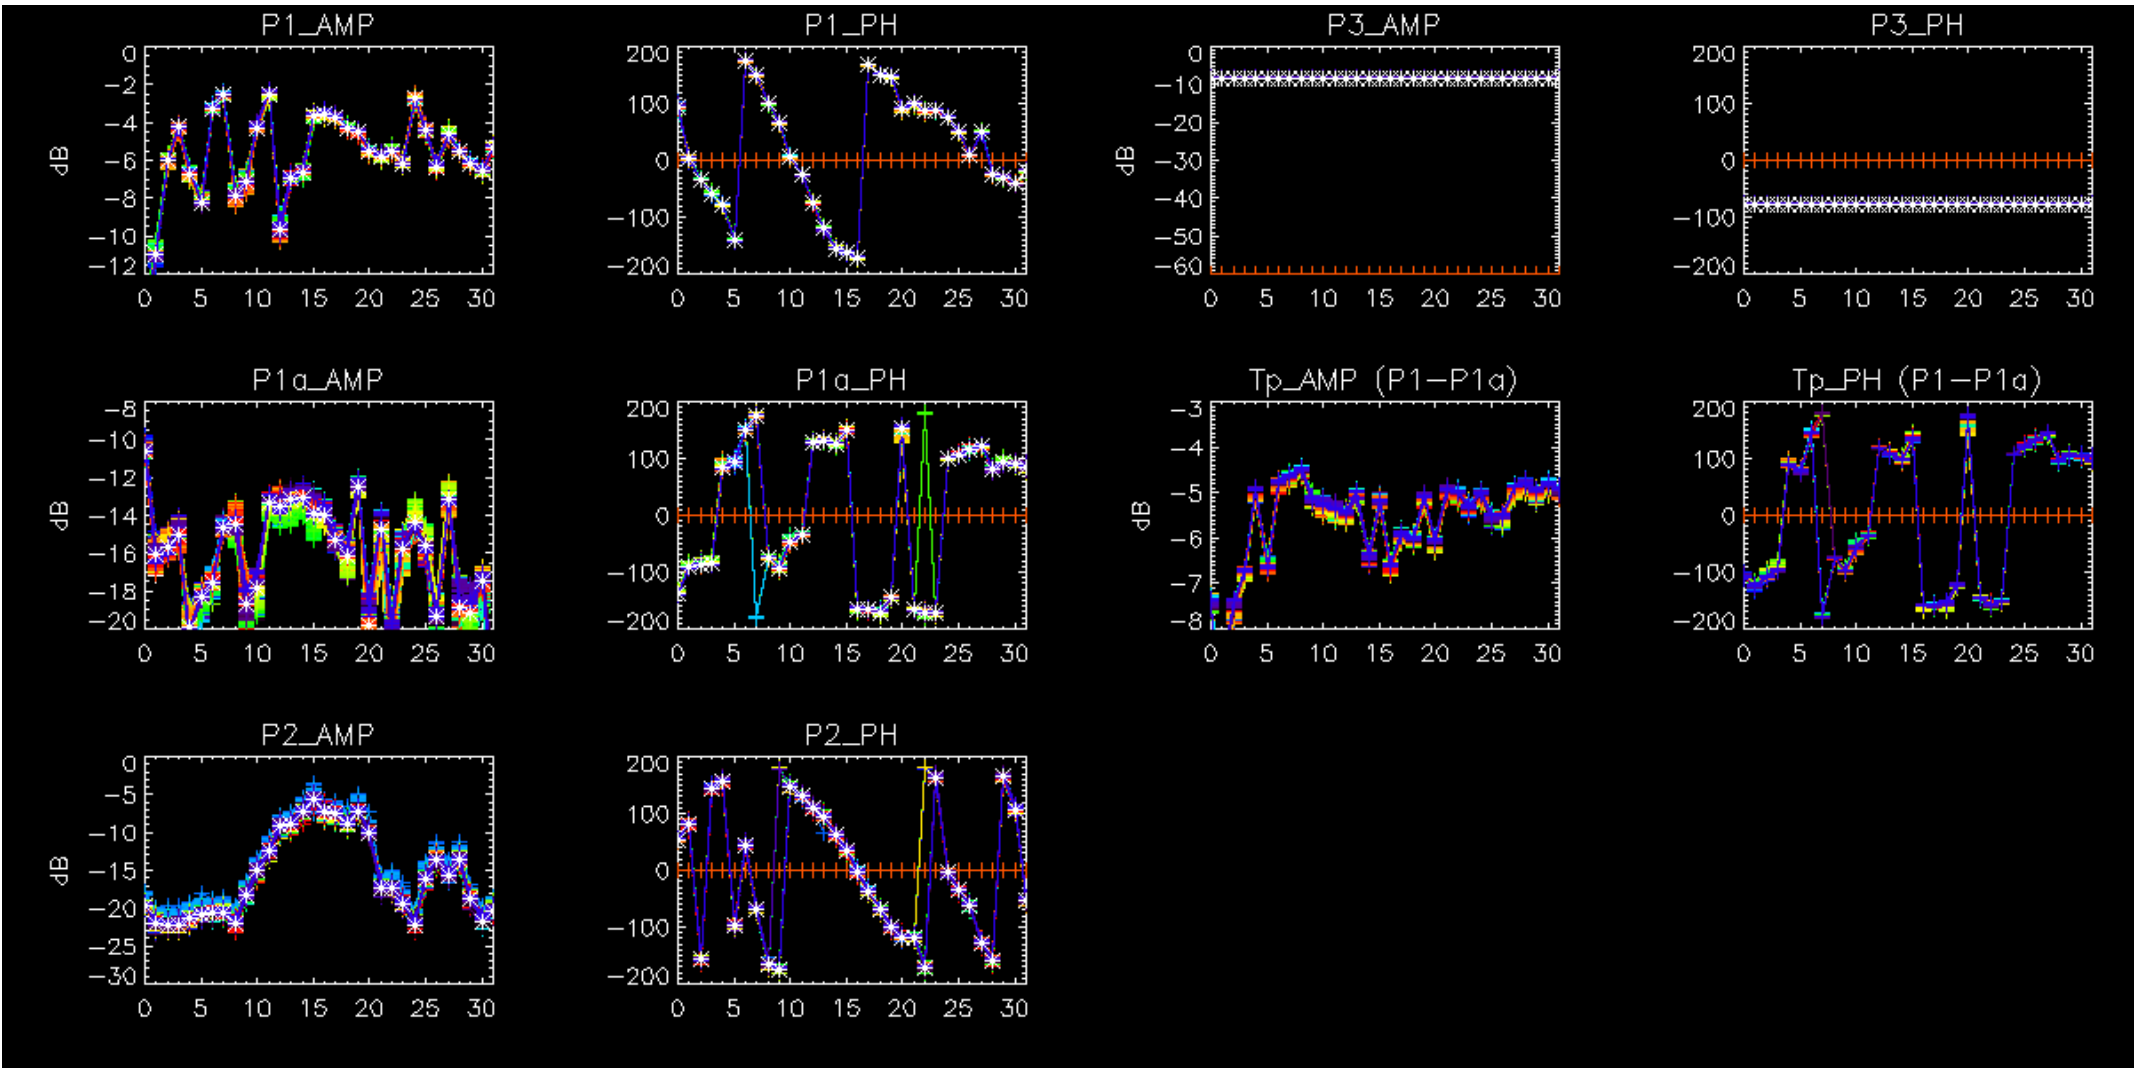 P1_AMP P1_PH P3_AMP P3_PH
0 200 0 200
-2 100 -10 100
-4 0 -20 0
-6 -100 -30 -100
-8 -200 -40 -200
-10 -50
-12 -60
dB dB
0 5 10 15 20 25 30 0 5 10 15 20 25 30 0 5 10 15 20 25 30 0 5 10 15 20 25 30
P1a_AMP P1a_PH Tp_AMP (P1-P1a) Tp_PH (P1-P1a)
-8 200 -3 200
-10 100 -4 100
-12 0 -5 0
-14 -100 -6 -100
-16 -200 -7 -200
-18 -8
-20
dB dB
0 5 10 15 20 25 30 0 5 10 15 20 25 30 0 5 10 15 20 25 30 0 5 10 15 20 25 30
P2_AMP P2_PH
0 200
-5 100
-10 0
-15 -100
-20 -200
-25
-30
dB
0 5 10 15 20 25 30 0 5 10 15 20 25 30